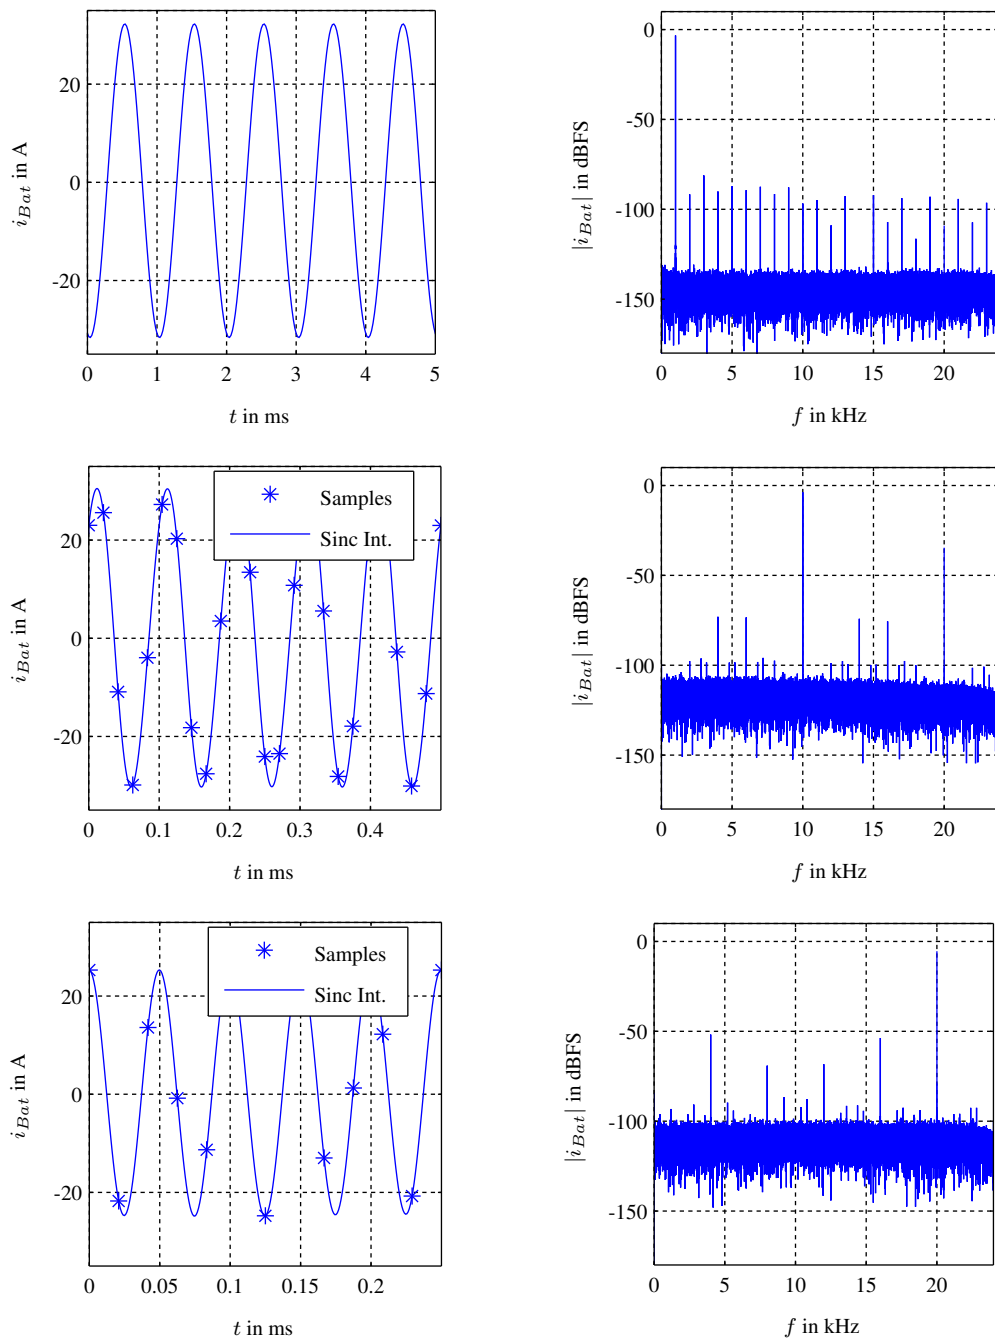 20
0
-20
i_Bat in A
0 1 2 3 4 5
t in ms
0
-50
-100
-150
|i_Bat| in dBFS
0 5 10 15 20
f in kHz
Samples
Sinc Int.
20
0
-20
i_Bat in A
0 0.1 0.2 0.3 0.4
t in ms
0
-50
-100
-150
|i_Bat| in dBFS
0 5 10 15 20
f in kHz
Samples
Sinc Int.
20
0
-20
i_Bat in A
0 0.05 0.1 0.15 0.2
t in ms
0
-50
-100
-150
|i_Bat| in dBFS
0 5 10 15 20
f in kHz